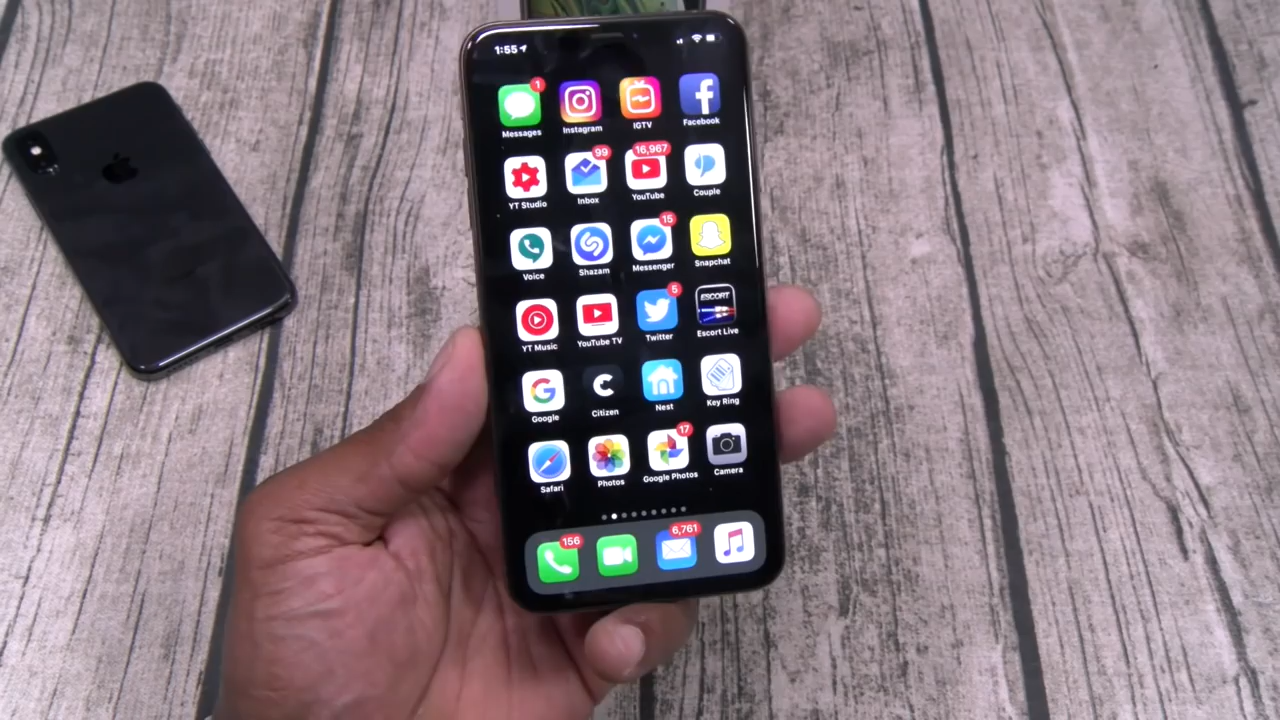 1:55
1
Messages Instagram IGTV Facebook
99 16,967
YT Studio Inbox YouTube Couple
15
Voice Shazam Messenger Snapchat
5 ESCORT
YT Music YouTube TV Twitter Escort Live
Google Citizen Nest Key Ring
17
Safari Photos Google Photos Camera
156 6,761